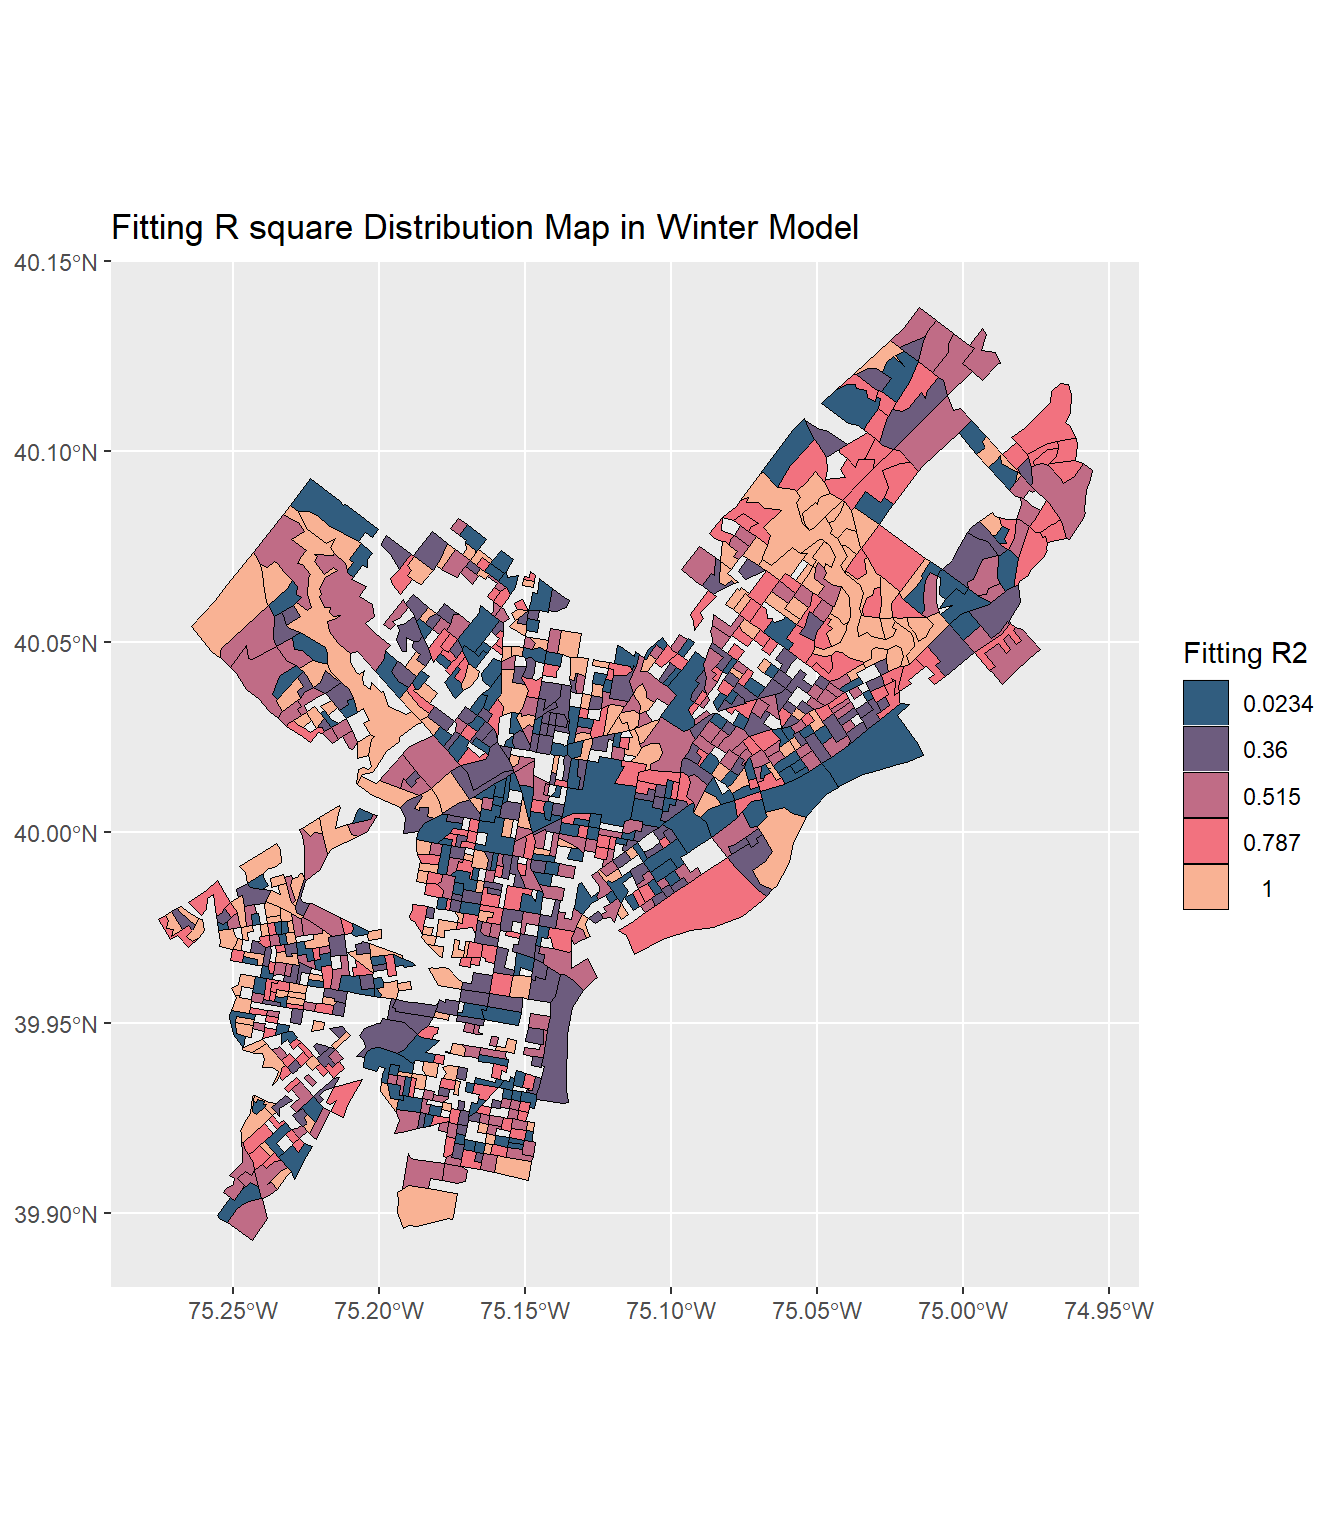 Fitting R square Distribution Map in Winter Model
40.15°N
40.10°N
40.05°N
40.00°N
39.95°N
39.90°N
75.25°W
75.20°W
75.15°W
75.10°W
75.05°W
75.00°W
74.95°W
Fitting R2
0.0234
0.36
0.515
0.787
1